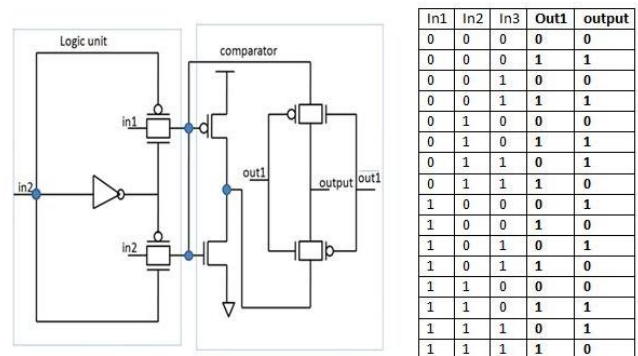 Logic unit
comparator
in1
in2
in2
out1
output
out1
In1 In2 In3 Out1 output
0 0 0 0 0
0 0 0 1 1
0 0 1 0 0
0 0 1 1 1
0 1 0 0 0
0 1 0 1 1
0 1 1 0 1
0 1 1 1 0
1 0 0 0 1
1 0 0 1 0
1 0 1 0 1
1 0 1 1 0
1 1 0 0 0
1 1 0 1 1
1 1 1 0 1
1 1 1 1 0